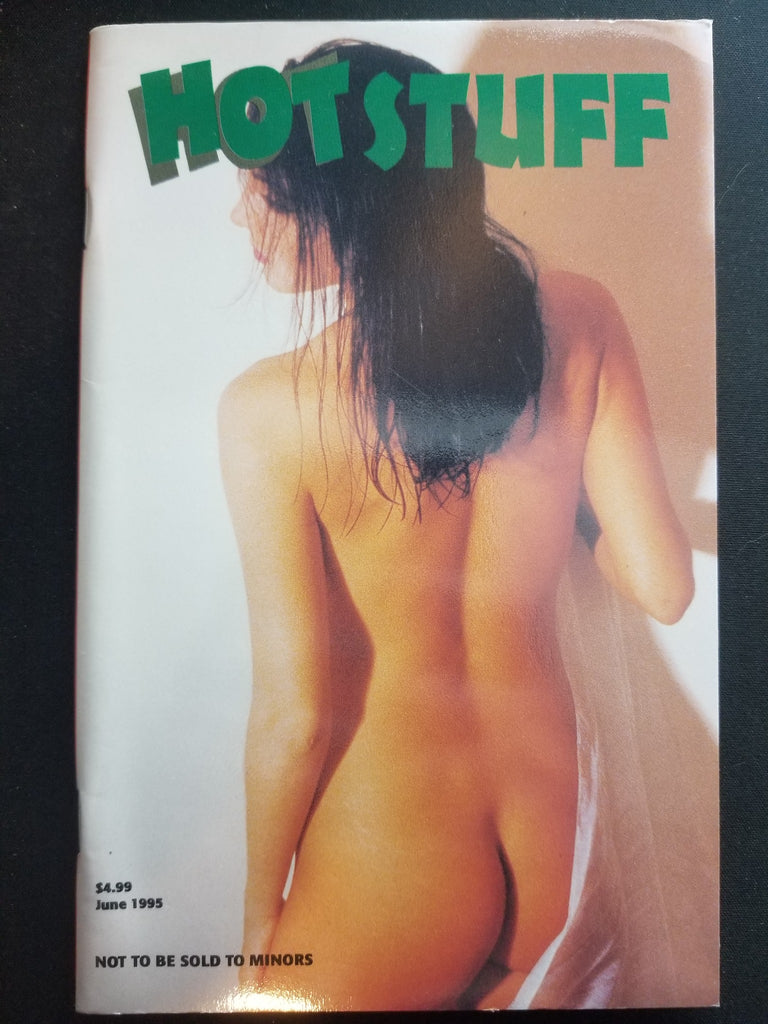 HOT STUFF
$4.99
June 1995
NOT TO BE SOLD TO MINORS